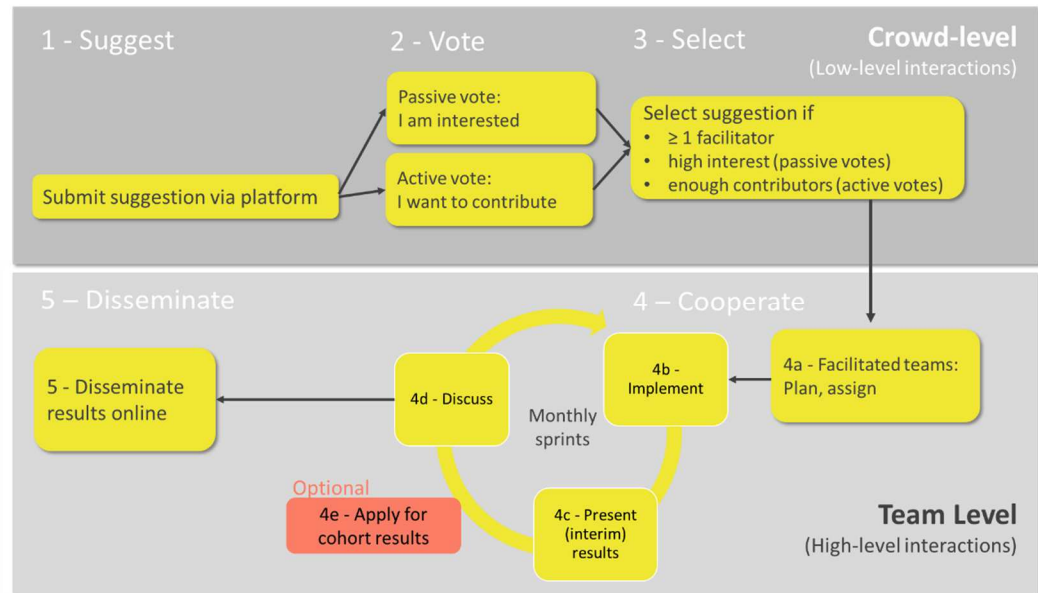 1 - Suggest
2 - Vote
3 - Select
Crowd-level
(Low-level interactions)
Submit suggestion via platform
Passive vote:
I am interested
Active vote:
I want to contribute
Select suggestion if
• ≥ 1 facilitator
• high interest (passive votes)
• enough contributors (active votes)
5 – Disseminate
4 – Cooperate
5 - Disseminate
results online
4d - Discuss
Monthly
sprints
4b -
Implement
4a - Facilitated teams:
Plan, assign
Optional
4e - Apply for
cohort results
4c - Present
(interim)
results
Team Level
(High-level interactions)